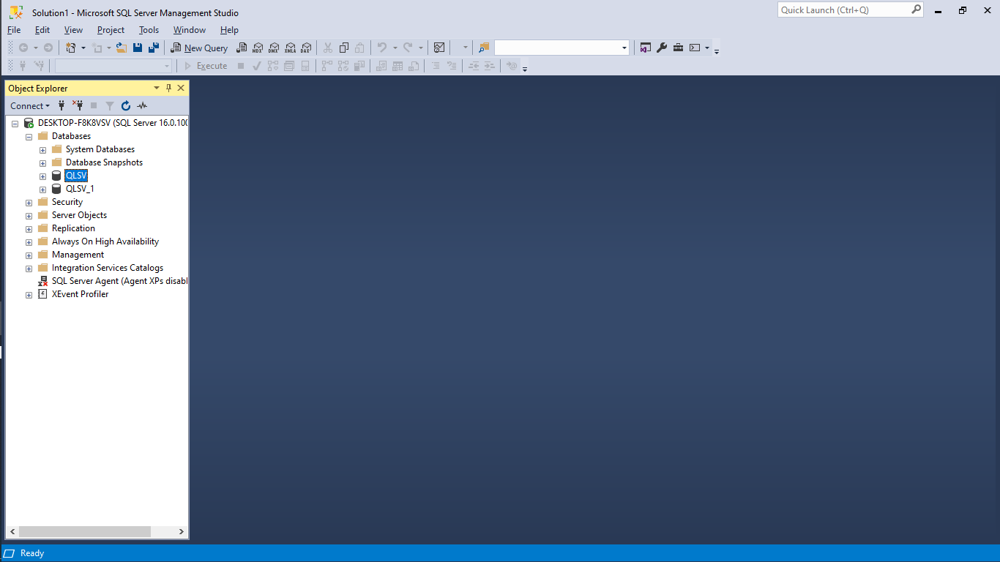 Solution1 - Microsoft SQL Server Management Studio
Quick Launch (Ctrl+Q)
File Edit View Project Tools Window Help
New Query MDX DMX XMLA DAX
Execute
Object Explorer
Connect
DESKTOP-F8K8VSV (SQL Server 16.0.100
Databases
System Databases
Database Snapshots
QLSV
QLSV_1
Security
Server Objects
Replication
Always On High Availability
Management
Integration Services Catalogs
SQL Server Agent (Agent XPs disabl
XEvent Profiler
Ready